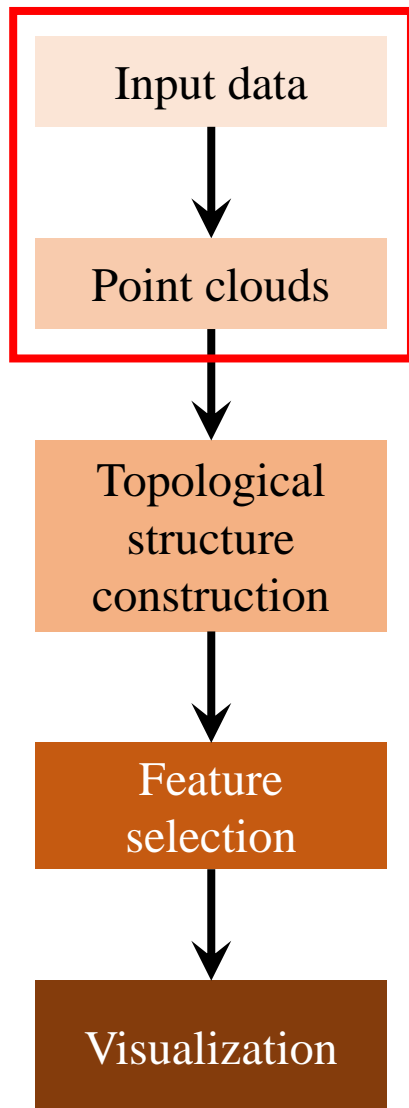 Input data
Point clouds
Topological
structure
construction
Feature
selection
Visualization